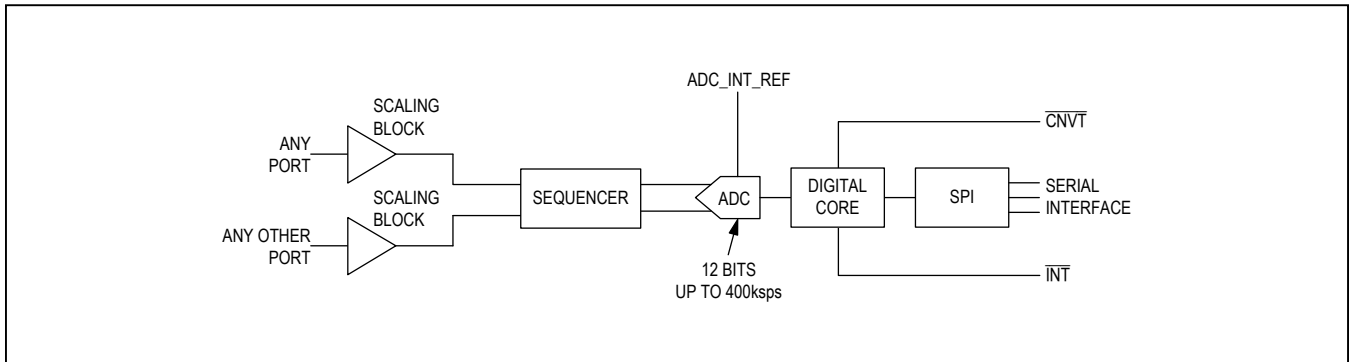 ADC_INT_REF
SCALING
BLOCK
CNVT
ANY
PORT
SEQUENCER
ADC
DIGITAL
CORE
SPI
SERIAL
INTERFACE
SCALING
BLOCK
ANY OTHER
PORT
12 BITS
UP TO 400ksps
INT